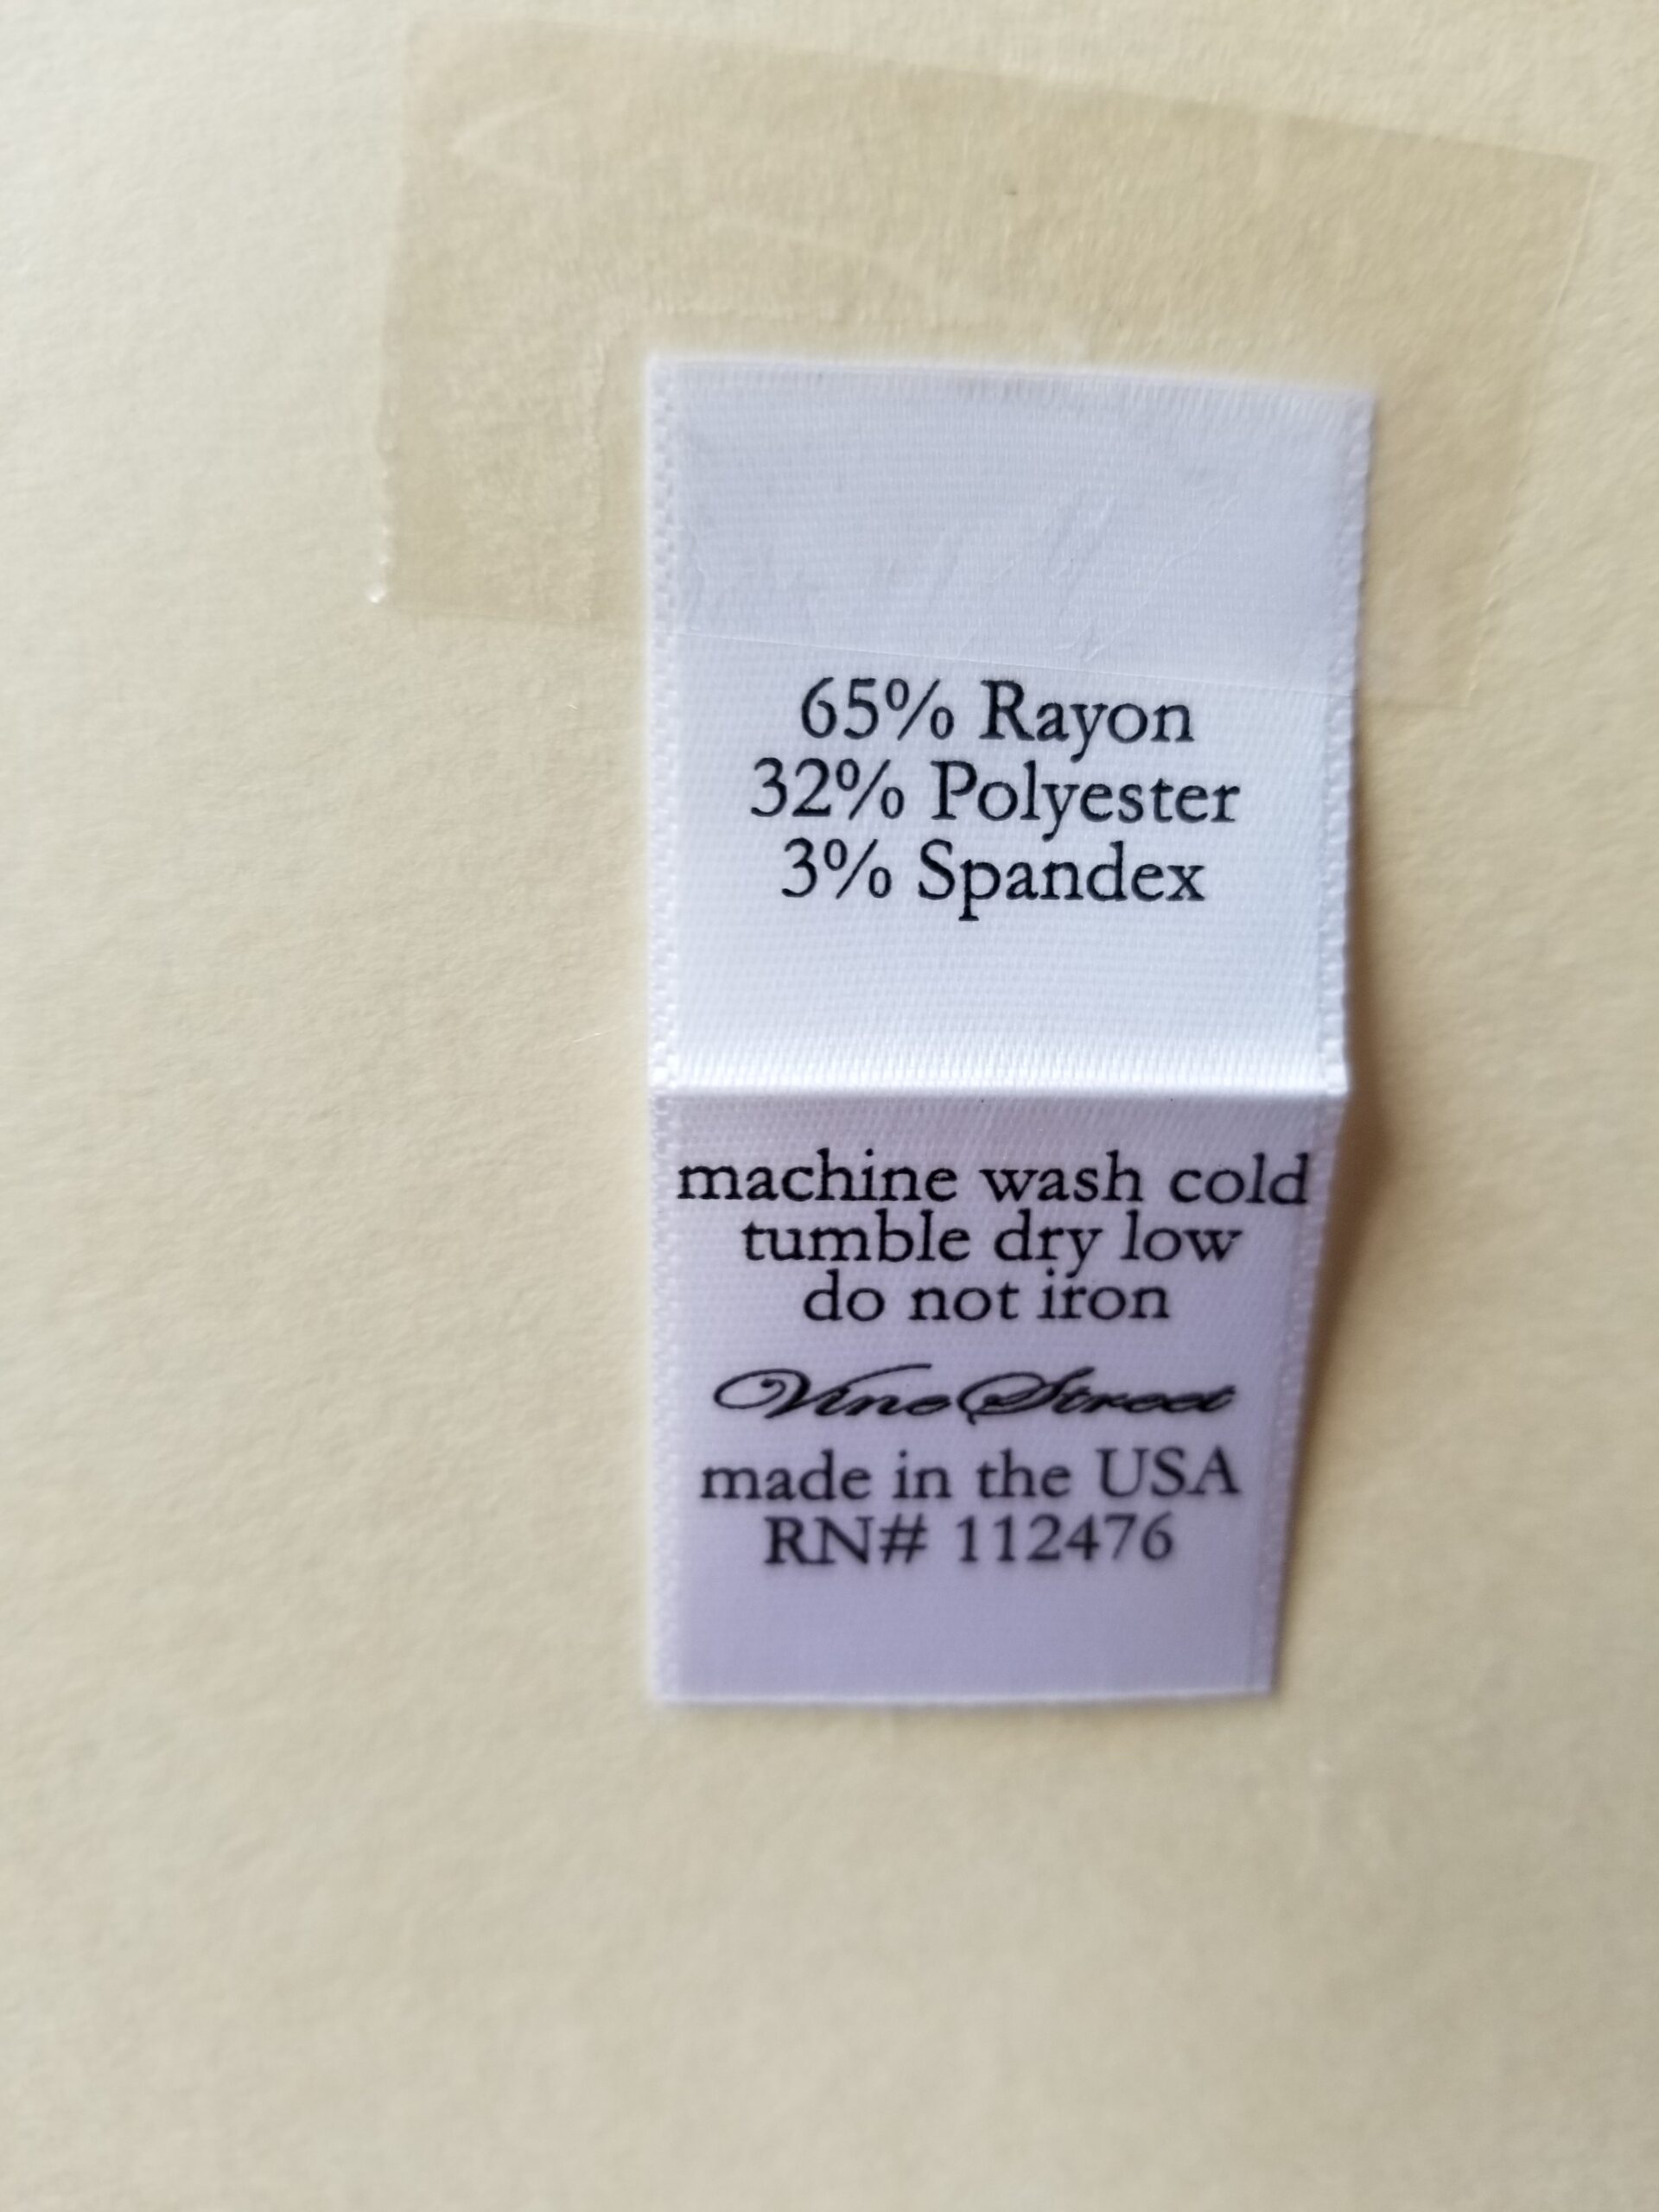 65% Rayon
32% Polyester
3% Spandex
machine wash cold
tumble dry low
do not iron
Vine Street
made in the USA
RN# 112476